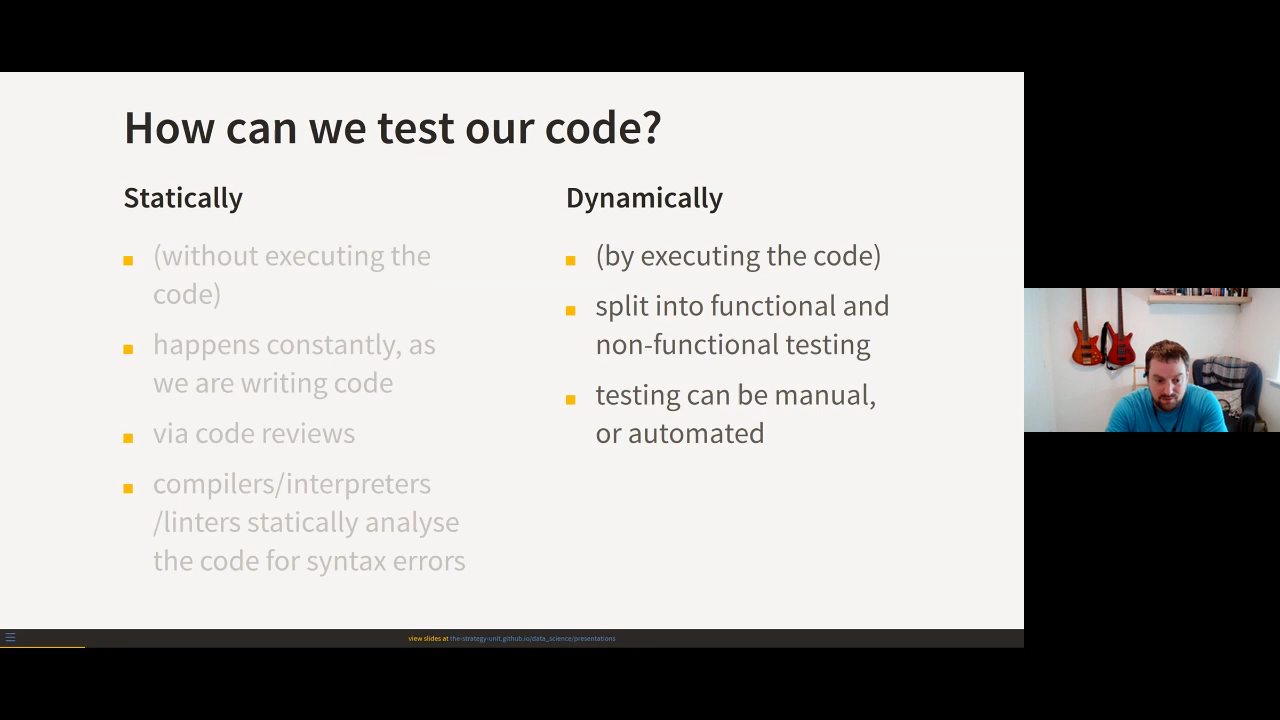 How can we test our code?
Statically
(without executing the
code)
happens constantly, as
we are writing code
via code reviews
compilers/interpreters
/linters statically analyse
the code for syntax errors
Dynamically
(by executing the code)
split into functional and
non-functional testing
testing can be manual,
or automated
view slides at the-strategy-unit.github.io/data_science/presentations